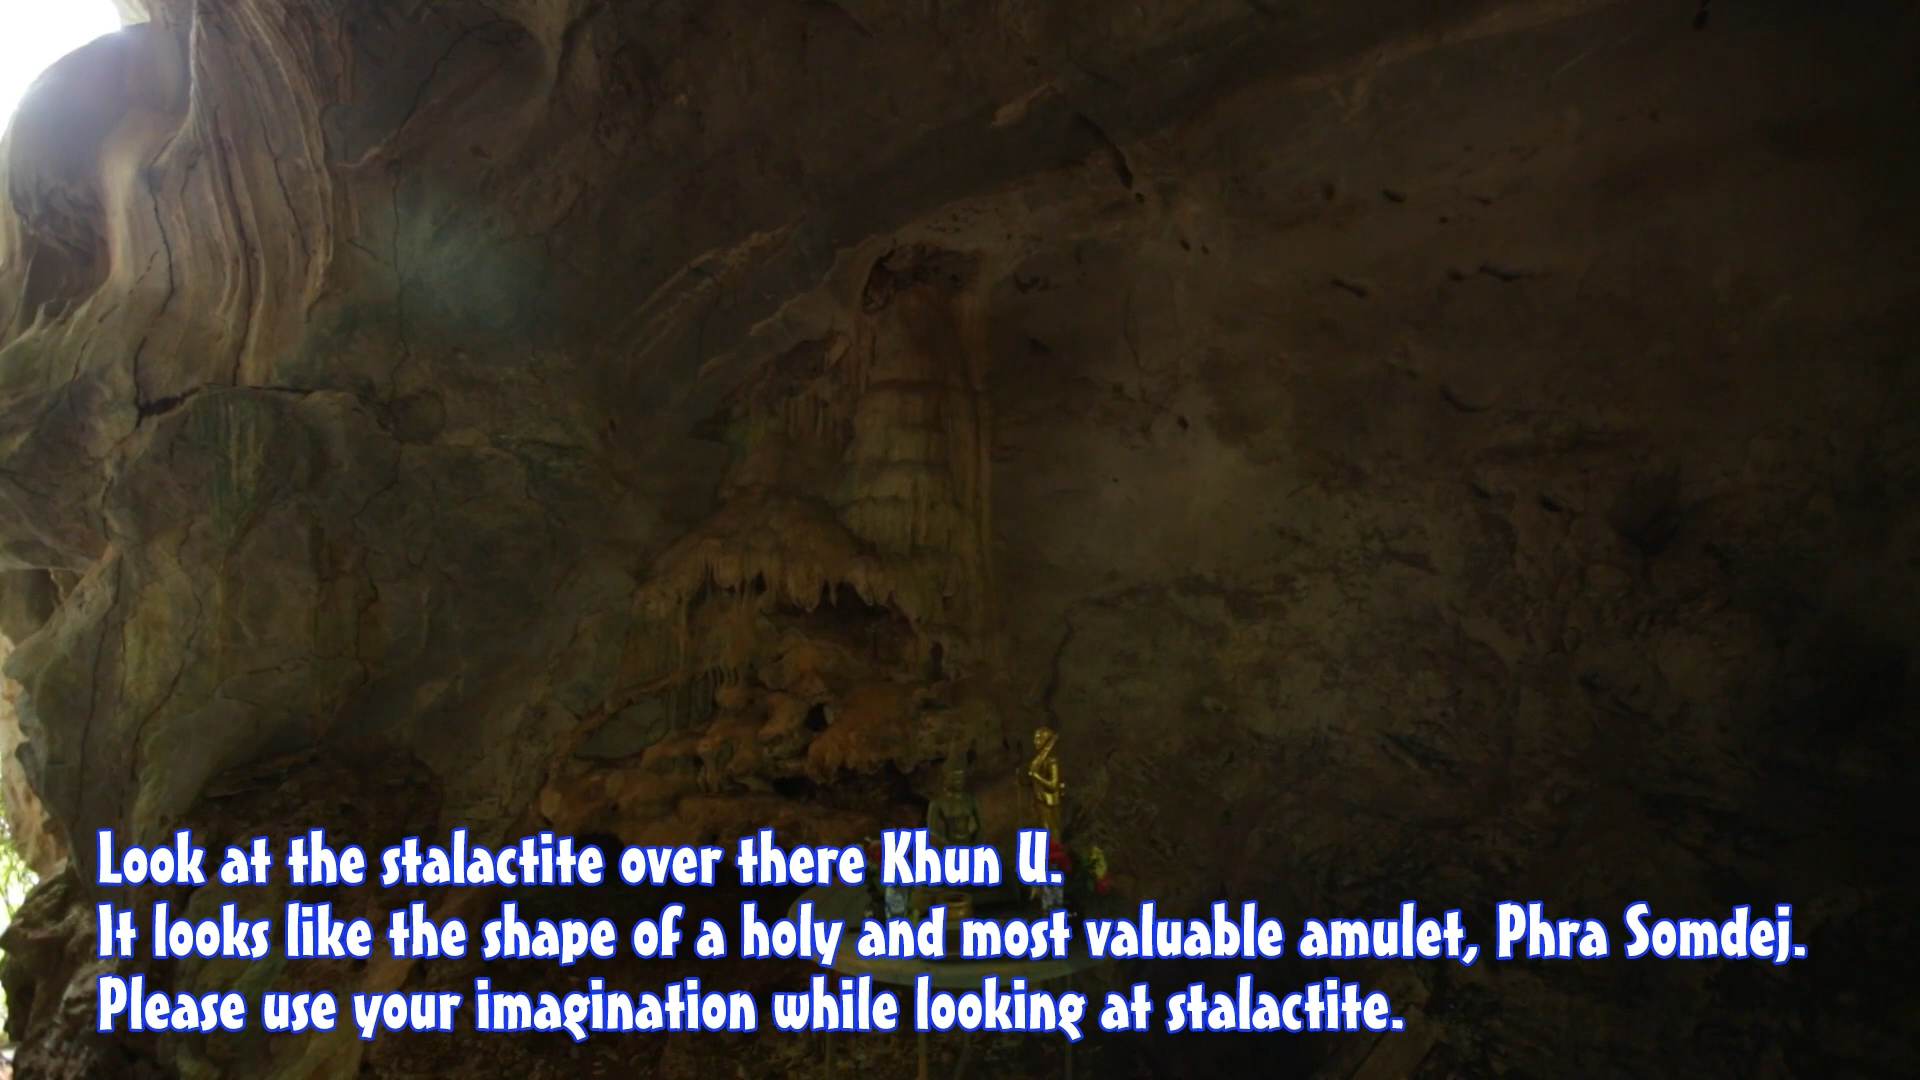 Look at the stalactite over there Khun U.
It looks like the shape of a holy and most valuable amulet, Phra Somdej.
Please use your imagination while looking at stalactite.